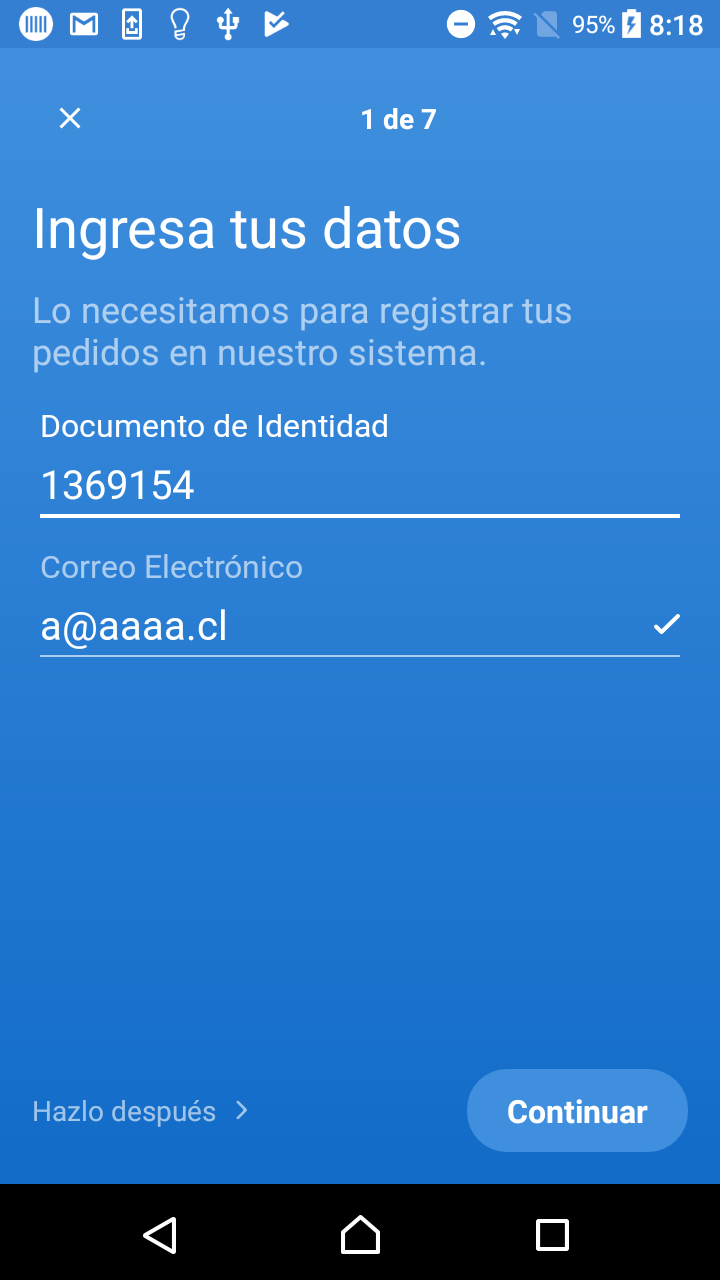 95% 8:18
1 de 7
Ingresa tus datos
Lo necesitamos para registrar tus
pedidos en nuestro sistema.
Documento de Identidad
1369154
Correo Electrónico
a@aaaa.cl
Hazlo después
Continuar